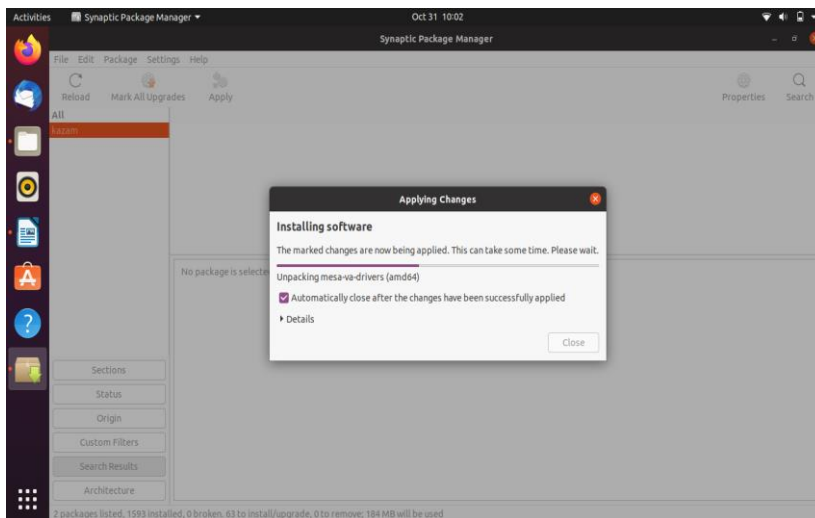 Activities Synaptic Package Manager Oct 31 10:02
Synaptic Package Manager
File Edit Package Settings Help
Reload Mark All Upgrades Apply Properties Search
All
kazam
Applying Changes
Installing software
The marked changes are now being applied. This can take some time. Please wait.
No package is selecte
Unpacking mesa-va-drivers (amd64)
Automatically close after the changes have been successfully applied
Details
Close
Sections
Status
Origin
Custom Filters
Search Results
Architecture
2 packages listed, 1593 installed, 0 broken. 63 to install/upgrade, 0 to remove; 184 MB will be used